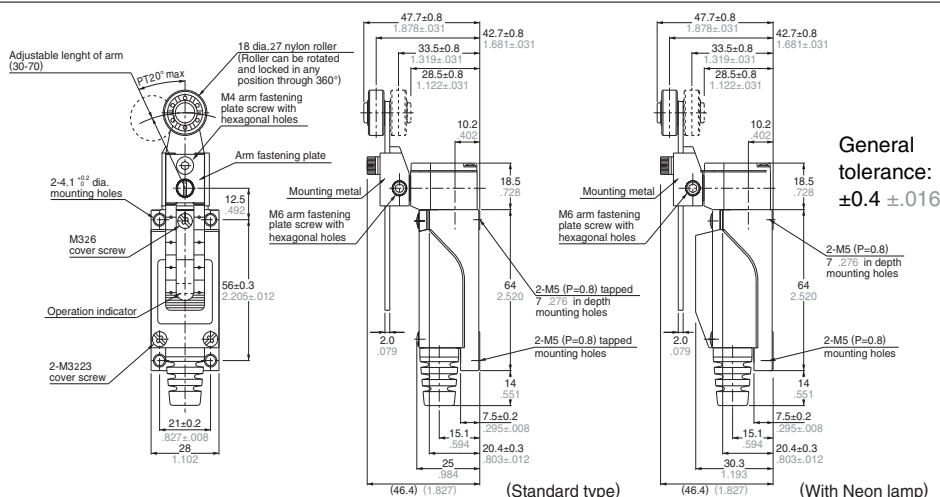 Adjustable lenght of arm
(30-70)
PT20° max
18 dia.27 nylon roller
(Roller can be rotated
and locked in any
position through 360°)
M4 arm fastening
plate screw with
hexagonal holes
Arm fastening plate
2-4.1 +0.2 0 dia.
mounting holes
12.5
.492
M326
cover screw
56±0.3
2.205±.012
Operation indicator
2-M3223
cover screw
21±0.2
.827±.008
28
1.102
47.7±0.8
1.878±.031
42.7±0.8
1.681±.031
33.5±0.8
1.319±.031
28.5±0.8
1.122±.031
10.2
.402
Mounting metal
18.5
.728
M6 arm fastening
plate screw with
hexagonal holes
64
2.520
2-M5 (P=0.8) tapped
7 .276 in depth
mounting holes
2.0
.079
2-M5 (P=0.8) tapped
mounting holes
14
.551
7.5±0.2
.295±.008
15.1
.594
20.4±0.3
.803±.012
25
.984
(46.4) (1.827)
(Standard type)
47.7±0.8
1.878±.031
42.7±0.8
1.681±.031
33.5±0.8
1.319±.031
28.5±0.8
1.122±.031
10.2
.402
Mounting metal
18.5
.728
M6 arm fastening
plate screw with
hexagonal holes
2-M5 (P=0.8)
7 .276 in depth
mounting holes
64
2.520
2.0
.079
2-M5 (P=0.8)
mounting holes
14
.551
7.5±0.2
.295±.008
15.1
.594
20.4±0.3
.803±.012
30.3
1.193
(46.4) (1.827)
(With Neon lamp)
General
tolerance:
±0.4 ±.016